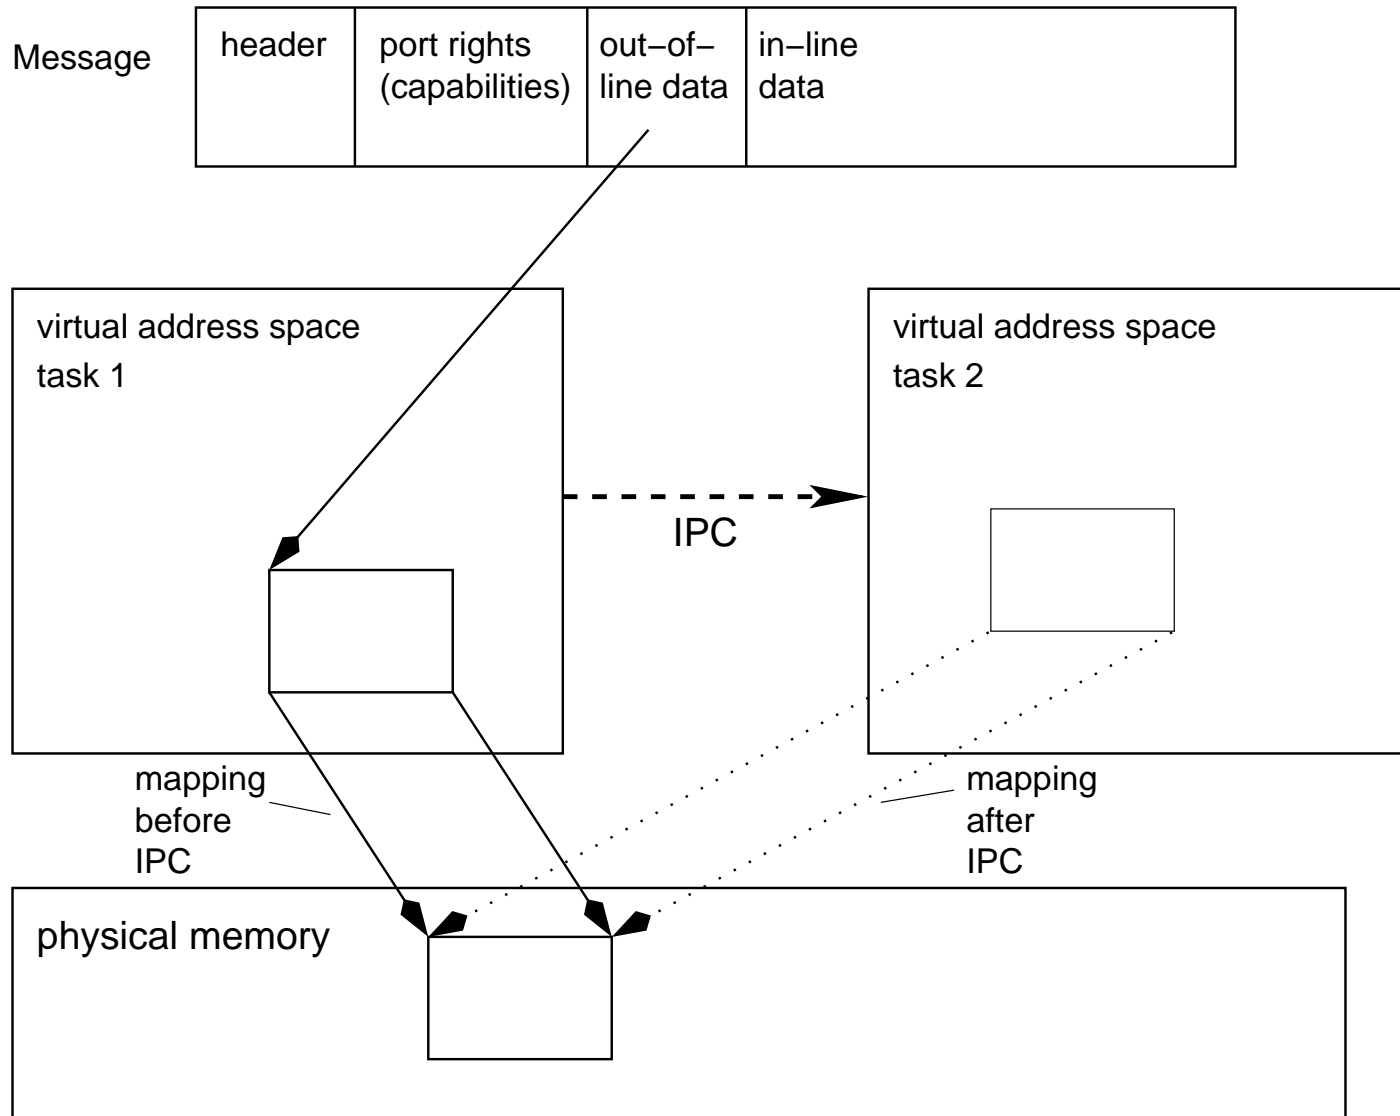 Message
header
port rights
(capabilities)
out−of−
line data
in−line
data
virtual address space
task 1
virtual address space
task 2
IPC
mapping
before
IPC
mapping
after
IPC
physical memory